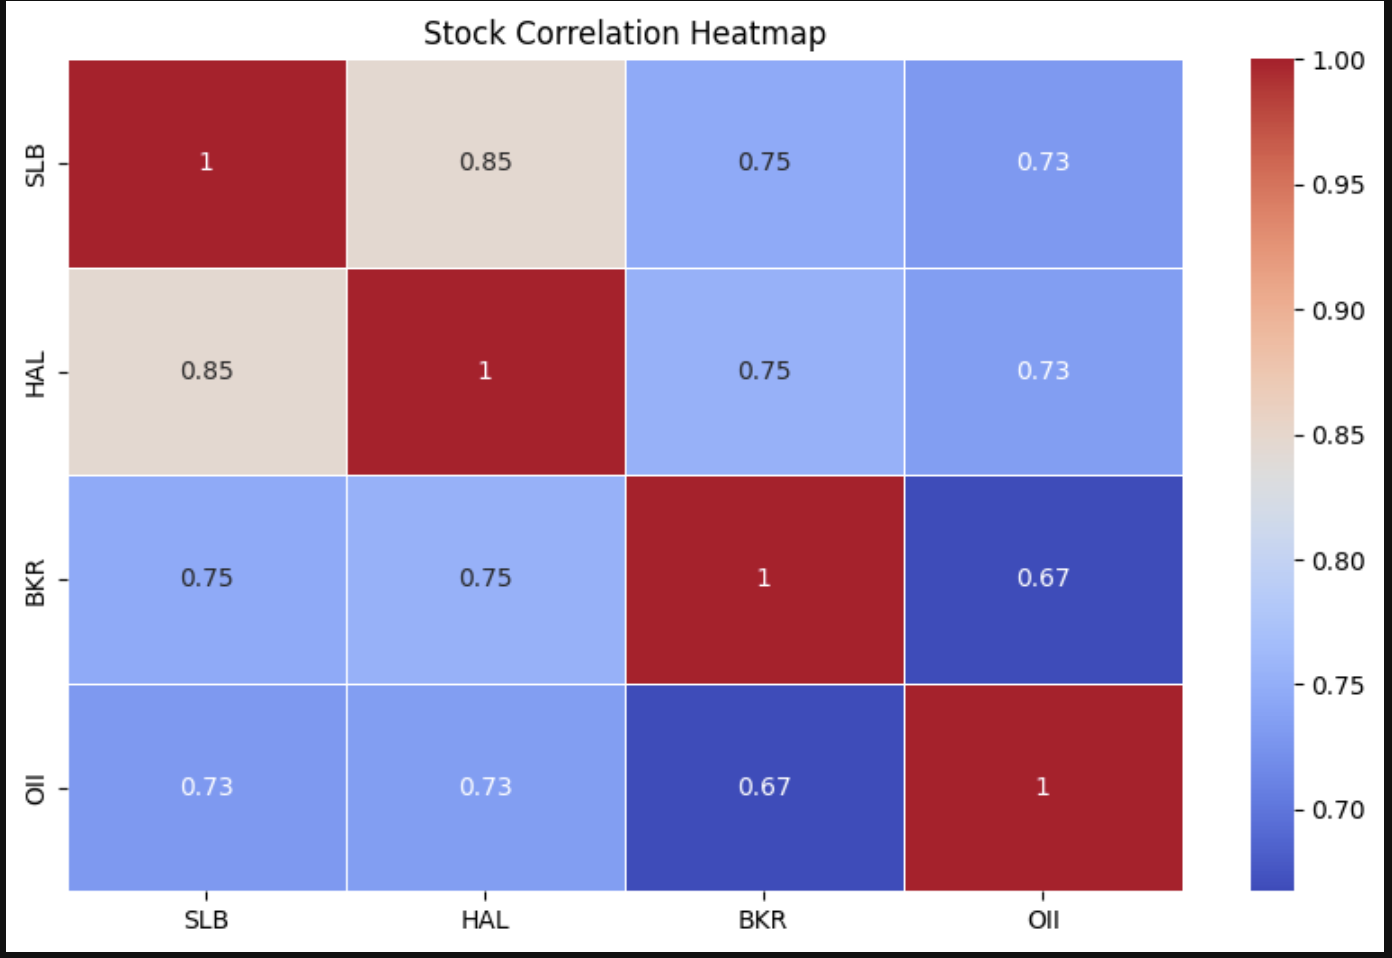 Stock Correlation Heatmap
SLB 1 0.85 0.75 0.73
HAL 0.85 1 0.75 0.73
BKR 0.75 0.75 1 0.67
OII 0.73 0.73 0.67 1
SLB HAL BKR OII
1.00
0.95
0.90
0.85
0.80
0.75
0.70